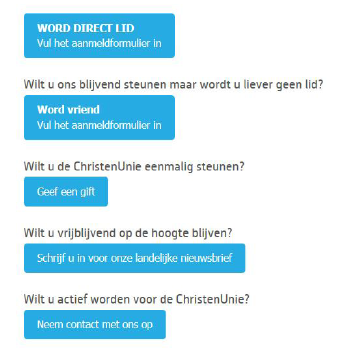 WORD DIRECT LID
Vul het aanmeldformulier in
Wilt u ons blijvend steunen maar wordt u liever geen lid?
Word vriend
Vul het aanmeldformulier in
Wilt u de ChristenUnie eenmalig steunen?
Geef een gift
Wilt u vrijblijvend op de hoogte blijven?
Schrijf u in voor onze landelijke nieuwsbrief
Wilt u actief worden voor de ChristenUnie?
Neem contact met ons op